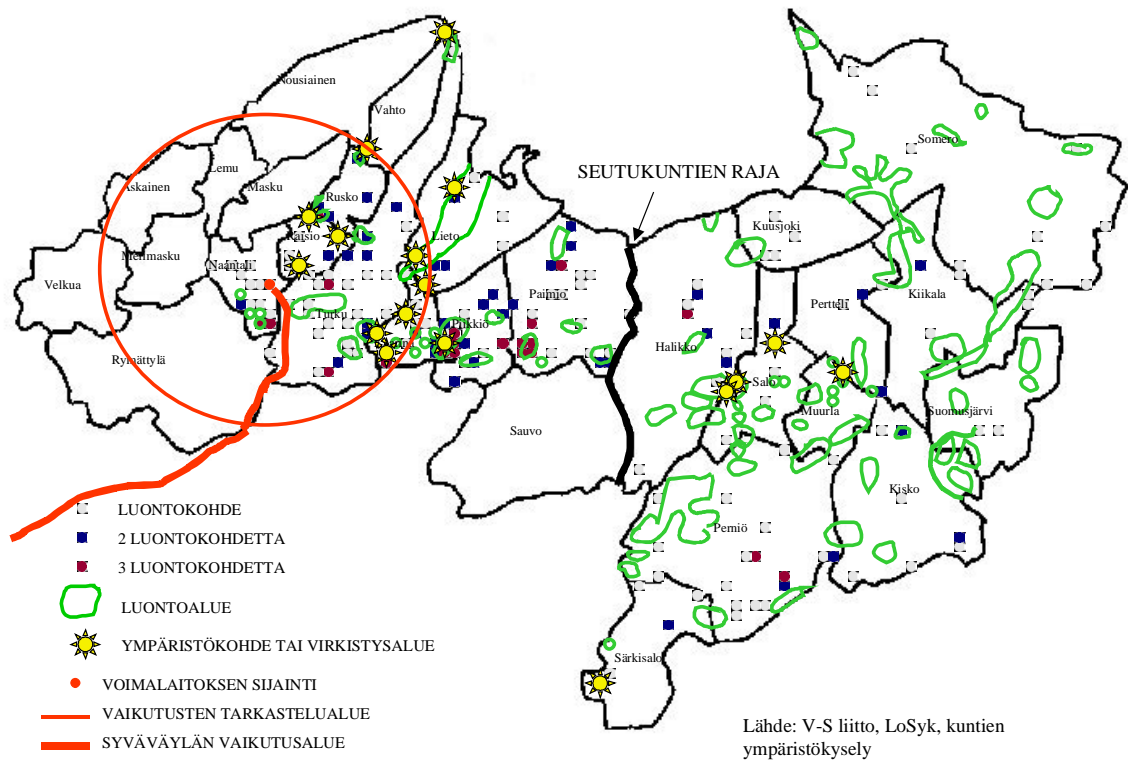 Nousiainen
Vahto
Somero
Lemu
SEUTUKUNTIEN RAJA
Askainen
Masku
Rusko
Kuusjoki
Raisio
Lieto
Merimasku
Naantali
Velkua
Paimio
Kiikala
Pertteli
Turku
Piikkiö
Halikko
Rymättylä
Salo
Muurla
Suomusjärvi
Sauvo
Kisko
LUONTOKOHDE
Perniö
2 LUONTOKOHDETTA
3 LUONTOKOHDETTA
LUONTOALUE
YMPÄRISTÖKOHDE TAI VIRKISTYSALUE
Särkisalo
VOIMALAITOKSEN SIJAINTI
VAIKUTUSTEN TARKASTELUALUE
SYVÄVÄYLÄN VAIKUTUSALUE
Lähde: V-S liitto, LoSyk, kuntien
ympäristökysely